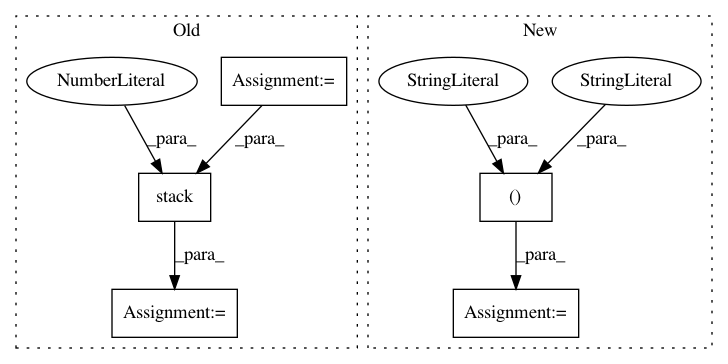 Old
New
NumberLiteral
Assignment:=
StringLiteral
StringLiteral
_para_
_para_
_para_
_para_
stack
()
_para_
_para_
Assignment:=
Assignment:=